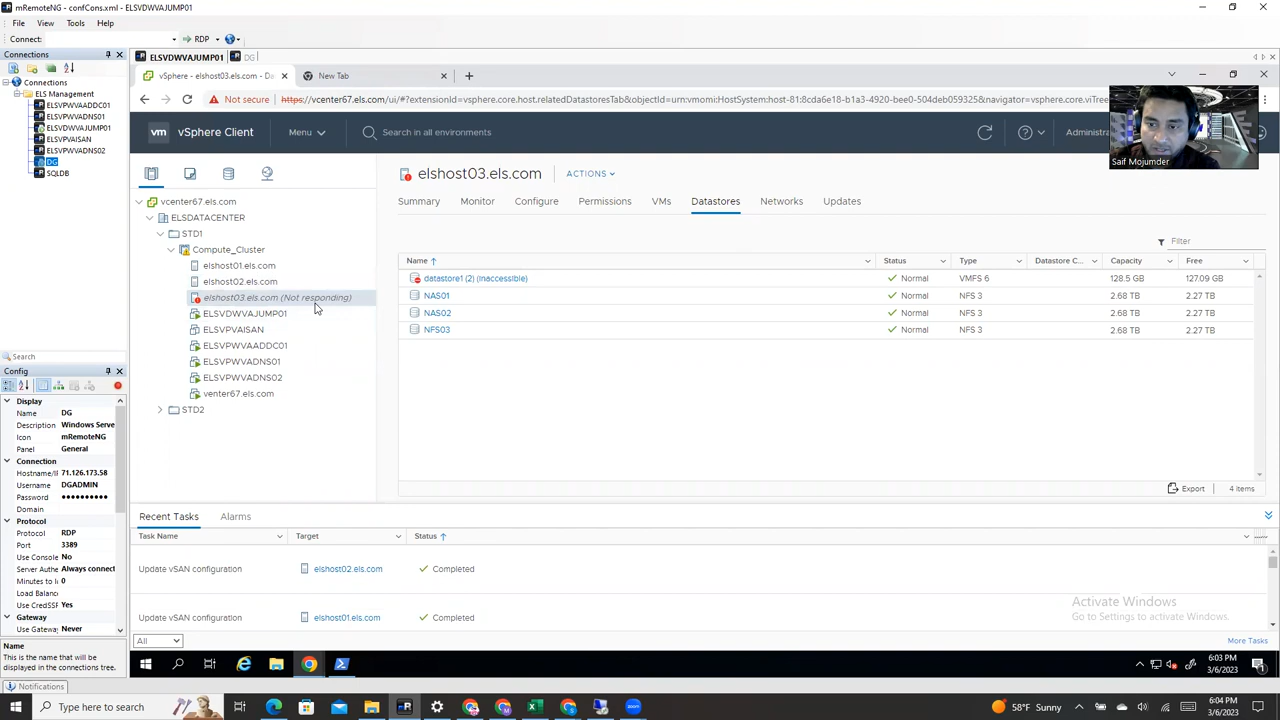 mRemoteNG - confCons.xml - ELSVDWVAJUMP01
File View Tools Help
Connect: RDP
Connections
ELSVDWVAJUMP01 DG
Connections
ELS Management
ELSVPWVAADDC01
ELSVPWVADNS01
ELSVDWVAJUMP01
ELSVPVAISAN
ELSVPWVADNS02
DG
SQLDB
vSphere - elshost03.els.com - Da
New Tab
Not secure https://vcenter67.els.com/ui/#?extensionId=vsphere.core.host.relatedDatastoresTab&objectId=urn:vmomi:HostSystem:host-81:8cda6e18-b1a3-4920-bee0-504deb059325&navigator=vsphere.core.viTree
vm vSphere Client Menu Search in all environments Administra
Saif Mojumder
vcenter67.els.com
ELSDATACENTER
STD1
Compute_Cluster
elshost01.els.com
elshost02.els.com
elshost03.els.com (Not responding)
ELSVDWVAJUMP01
ELSVPVAISAN
ELSVPWVAADDC01
ELSVPWVADNS01
ELSVPWVADNS02
venter67.els.com
STD2
elshost03.els.com ACTIONS
Summary Monitor Configure Permissions VMs Datastores Networks Updates
Filter
Name Status Type Datastore C... Capacity Free
datastore1 (2) (inaccessible) Normal VMFS 6 128.5 GB 127.09 GB
NAS01 Normal NFS 3 2.68 TB 2.27 TB
NAS02 Normal NFS 3 2.68 TB 2.27 TB
NFS03 Normal NFS 3 2.68 TB 2.27 TB
Export 4 items
Search
Config
Display
Name DG
Description Windows Serve
Icon mRemoteNG
Panel General
Connection
Hostname/I 71.126.173.58
Username DGADMIN
Password ●●●●●●●●●●
Domain
Protocol
Protocol RDP
Port 3389
Use Console No
Server Authe Always connect
Minutes to I 0
Load Balance
Use CredSSP Yes
Gateway
Use Gateway Never
Name
This is the name that will be
displayed in the connections tree.
Notifications
Recent Tasks Alarms
Task Name Target Status
Update vSAN configuration elshost02.els.com Completed
Update vSAN configuration elshost01.els.com Completed
Activate Windows
Go to Settings to activate Windows.
All
More Tasks
6:03 PM
3/6/2023
Type here to search
58°F Sunny
6:04 PM
3/6/2023